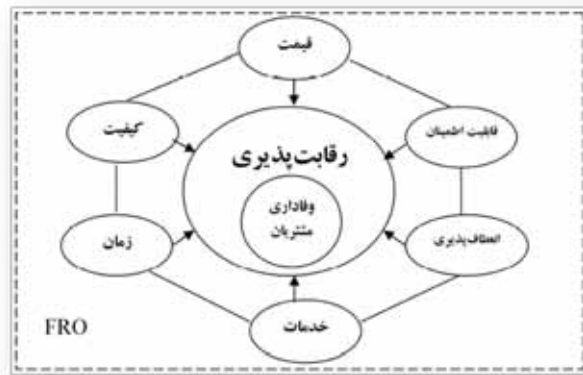 قیمت
کیفیت
قابلیت اطمینان
رقابت‌پذیری
وفاداری
مشتریان
زمان
انعطاف‌پذیری
خدمات
FRO